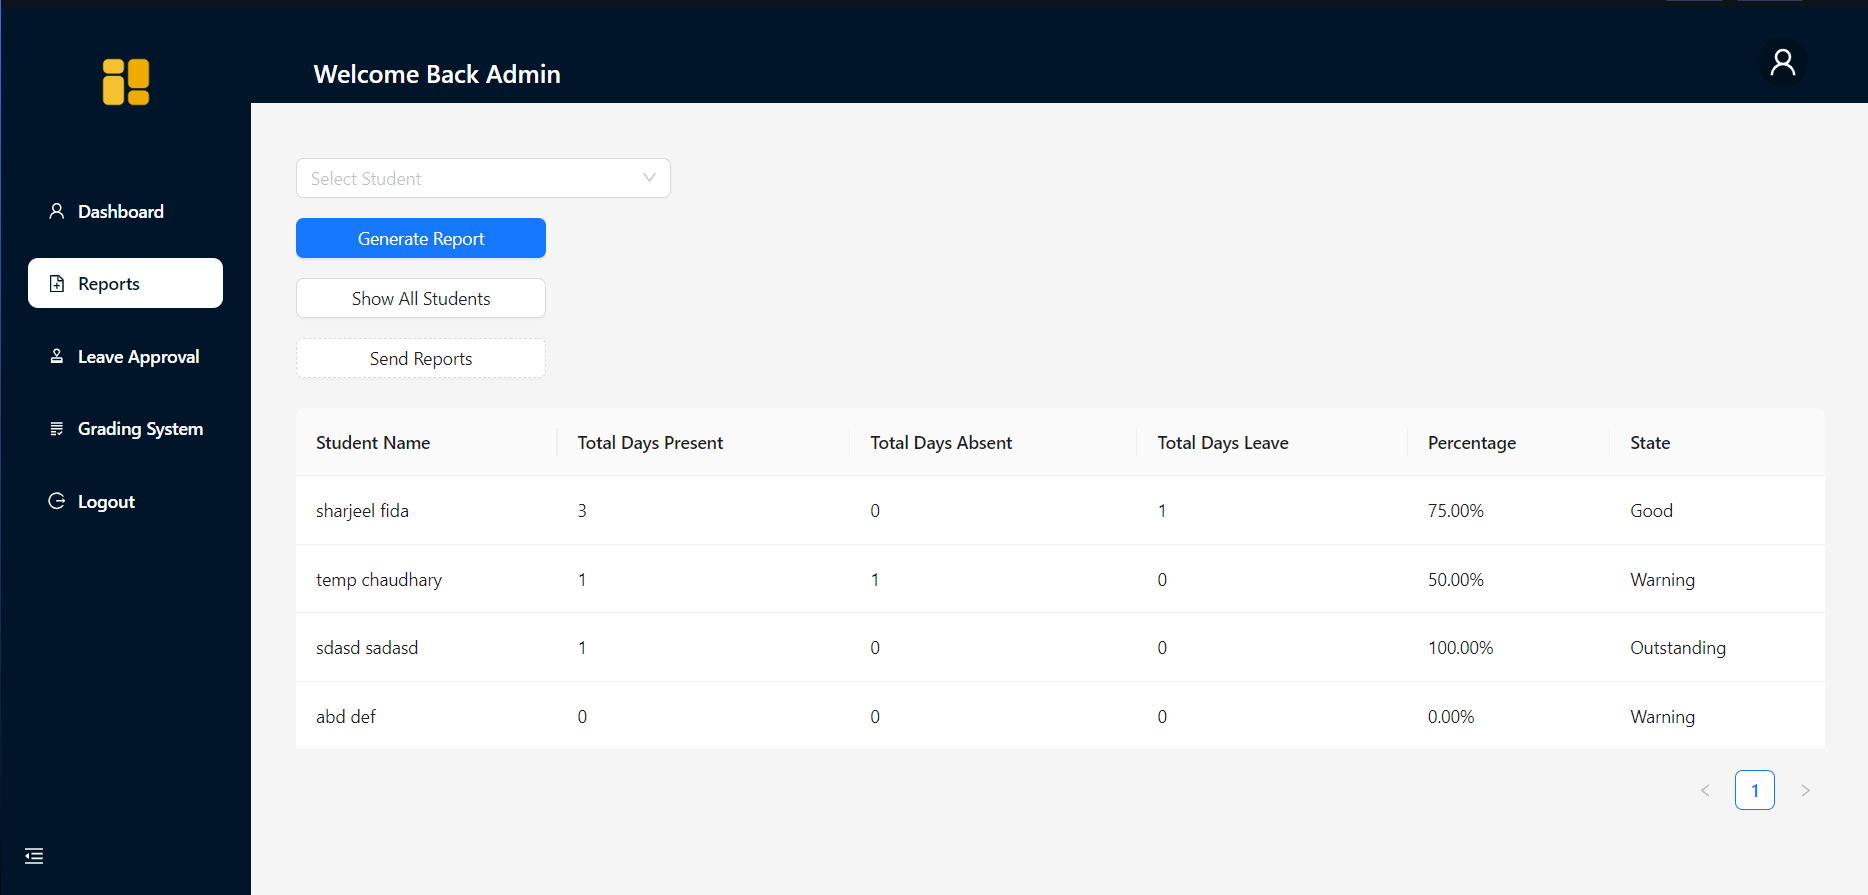 Welcome Back Admin
Dashboard
Reports
Leave Approval
Grading System
Logout
Select Student
Generate Report
Show All Students
Send Reports
Student Name Total Days Present Total Days Absent Total Days Leave Percentage State
sharjeel fida 3 0 1 75.00% Good
temp chaudhary 1 1 0 50.00% Warning
sdasd sadasd 1 0 0 100.00% Outstanding
abd def 0 0 0 0.00% Warning
1